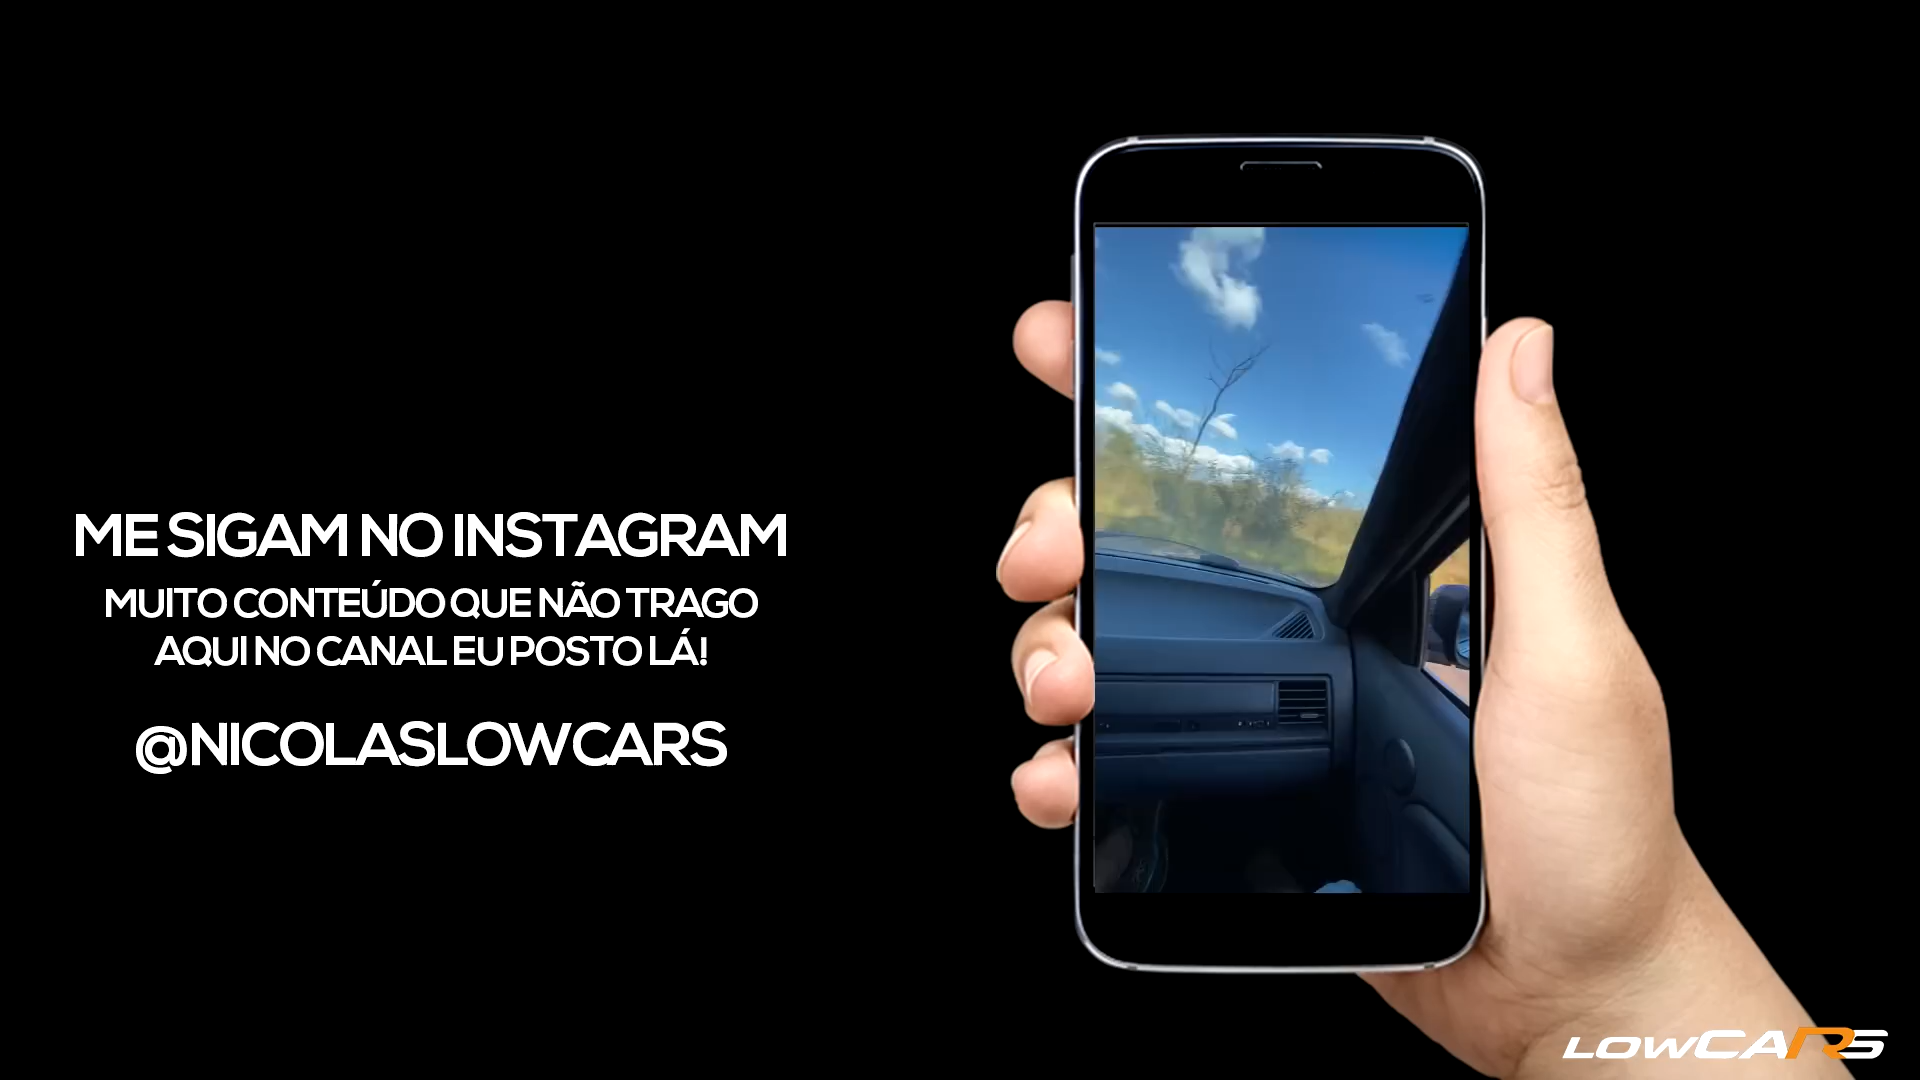 ME SIGAM NO INSTAGRAM
MUITO CONTEÚDO QUE NÃO TRAGO
AQUI NO CANAL EU POSTO LÁ!
@NICOLASLOWCARS
LOWCARS